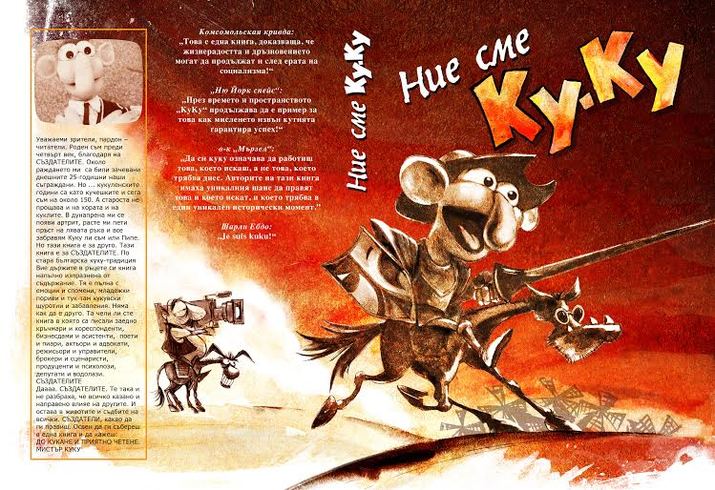 Уважаеми зрители, пардон –
читатели. Роден съм преди
четвърт век, благодаря на
СЪЗДАТЕЛИТЕ. Около
раждането ми са били зачевани
днешните 25-годишни наши
съграждани. Но ... кукуленските
години са като кучешките и сега
съм на около 150. А старостта не
прощава и на хората и на
куклите. В дунапрена ми се
появи артрит, расте ми пети
пръст на лявата ръка и все
забравям Куку ли съм или Пипе.
Но тази книга е за друго. Тази
книга е за СЪЗДАТЕЛИТЕ. По
стара българска куку-традиция
Вие държите в ръцете си книга
напълно изпразнена от
съдържание. Тя е пълна с
емоции и спомени, младежки
пориви и тук-там кукувски
щуротии и забавления. Няма
как да е друго. Та чели ли сте
книга в която са писали заедно
хръчмари и кореспонденти,
бизнесдами и асистенти, поети
и пиари, актьори и адвокати,
режисьори и управители,
брокери и сценаристи,
продуценти и психолози,
депутати и водолази.
СЪЗДАТЕЛИТЕ
Даааа. СЪЗДАТЕЛИТЕ. Те така и
не разбраха, че всичко казано и
направено влияе на другите. И
остава в животите и съдбите на
всички. СЪЗДАТЕЛИ, какво да
ги правиш. Освен да ги събереш
в една книга и да кажеш:
ДО КУКАНЕ И ПРИЯТНО ЧЕТЕНЕ.
МИСТЪР КУКУ
Комсомольская кривда:
„Това е една книга, доказваща, че
жизнерадостта и дръзновението
могат да продължат и след ерата на
социализма!“
„Ню Йорк спейс“:
„През времето и пространството
„КуКу“ продължава да е пример за
това как мисленето извън кутията
гарантира успех!“
в-к „Мързел“:
„Да си куку означава да работиш
това, което искаш, а не това, което
трябва днес. Авторите на тази книга
имаха уникалния шанс да правят
това и което искат, и което трябва в
един уникален исторически момент.“
Шарли Ебдо:
„Je suis kuku!“
Ние сме Ку.Ку
Ние сме
Ку.Ку